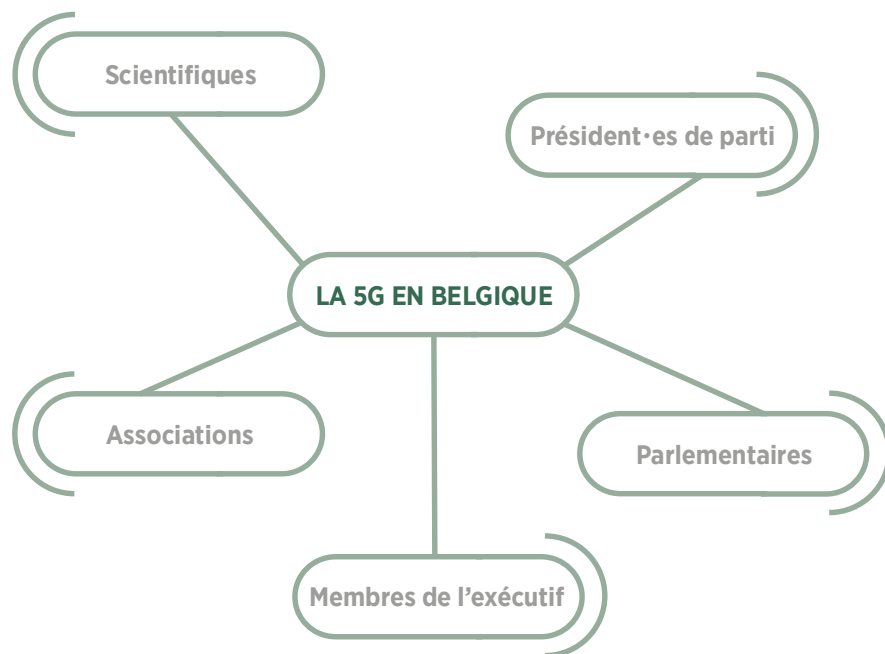 Scientifiques
Président·es de parti
LA 5G EN BELGIQUE
Associations
Parlementaires
Membres de l’exécutif